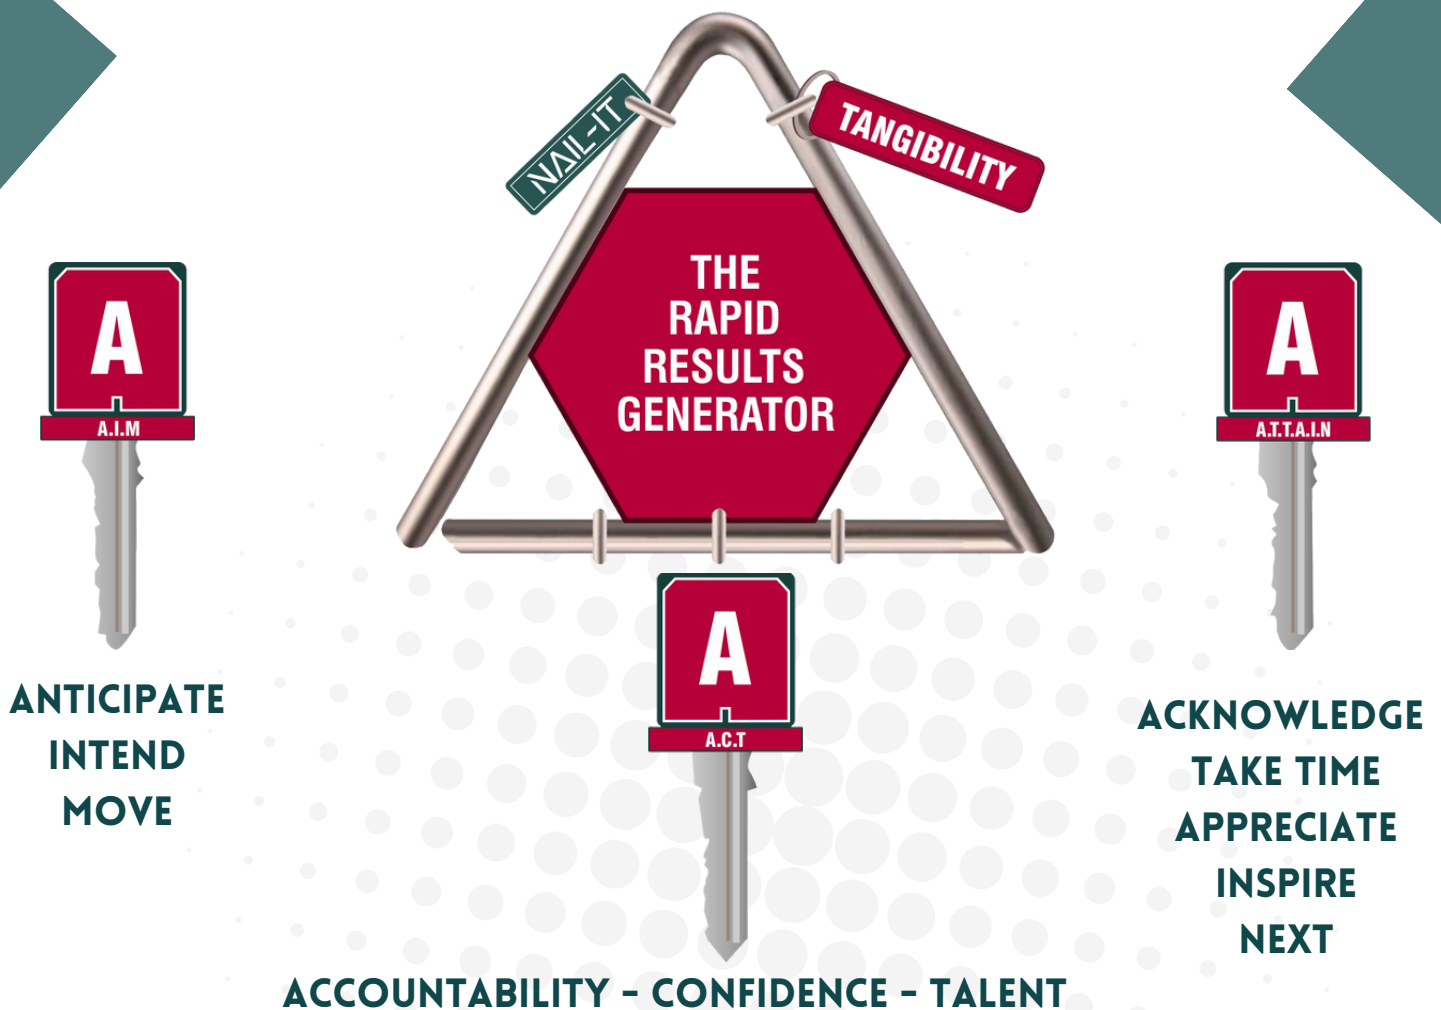 NAIL-IT
TANGIBILITY
THE
RAPID
RESULTS
GENERATOR
A
A.I.M
ANTICIPATE
INTEND
MOVE
A
A.C.T
ACCOUNTABILITY - CONFIDENCE - TALENT
A
A.T.T.A.I.N
ACKNOWLEDGE
TAKE TIME
APPRECIATE
INSPIRE
NEXT